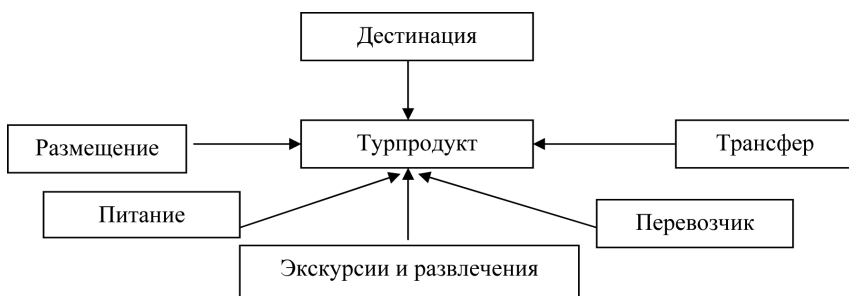 Дестинация
Размещение
Турпродукт
Трансфер
Питание
Перевозчик
Экскурсии и развлечения